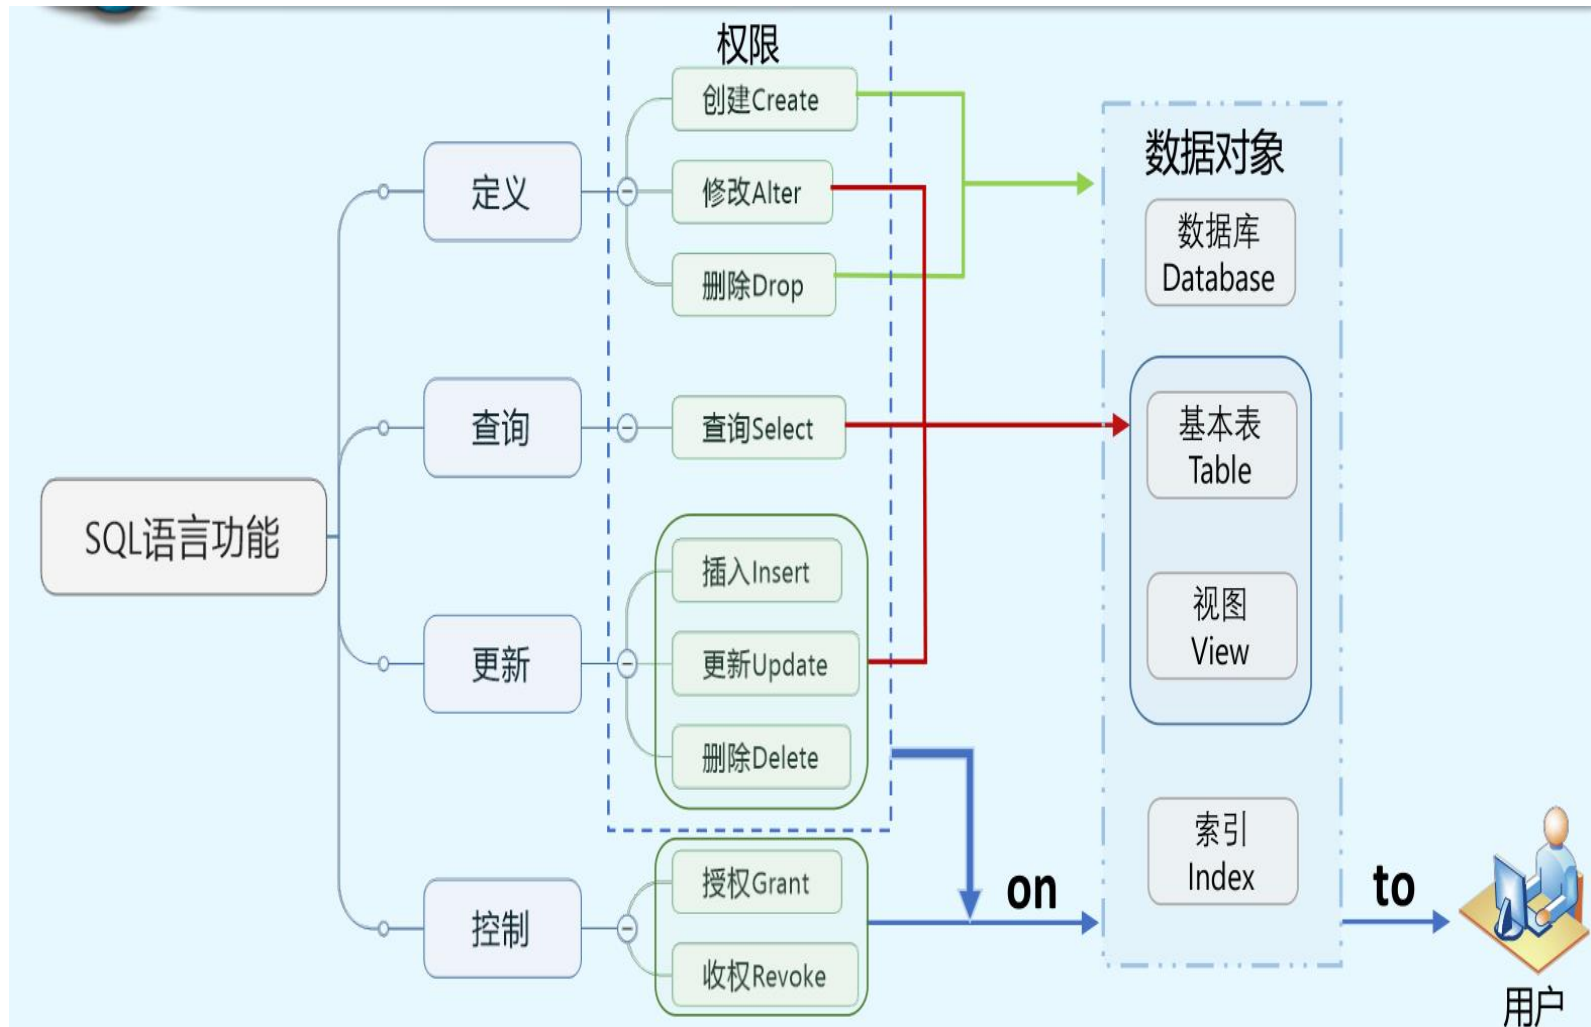 权限
创建Create
修改Alter
删除Drop
定义
查询
查询Select
SQL语言功能
更新
插入Insert
更新Update
删除Delete
控制
授权Grant
收权Revoke
on
数据对象
数据库
Database
基本表
Table
视图
View
索引
Index
to
用户